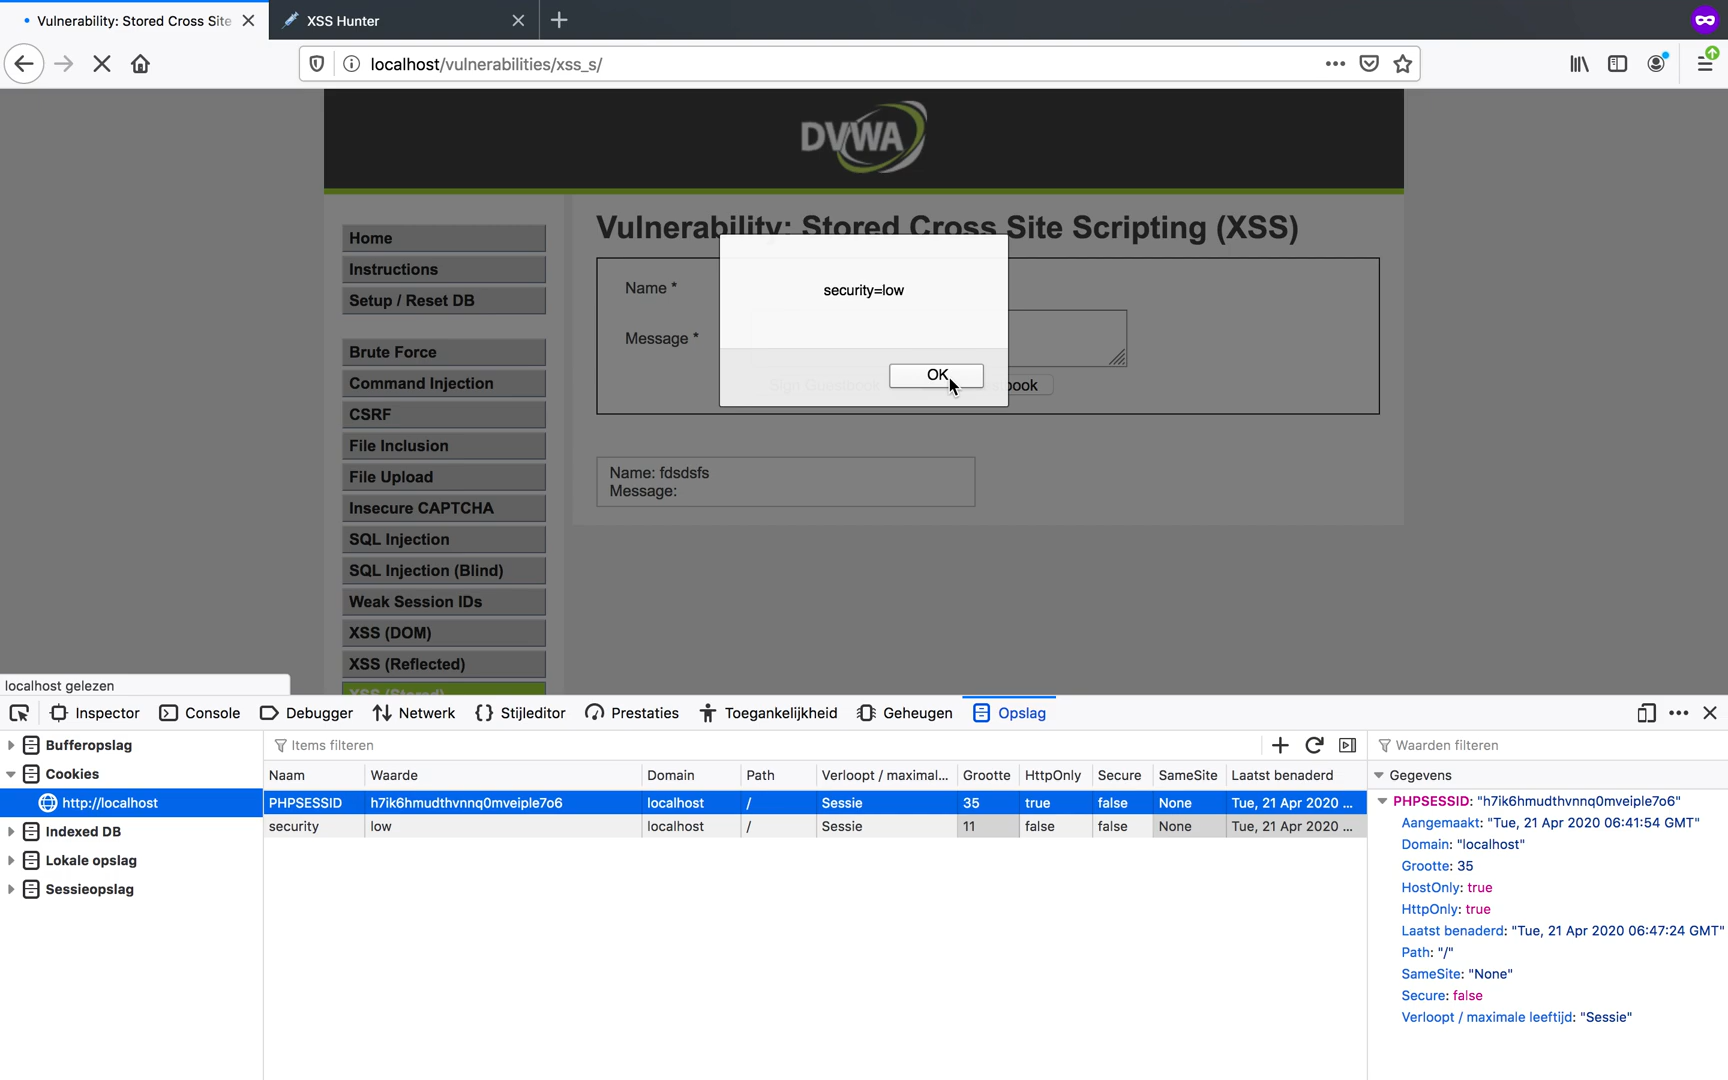 Vulnerability: Stored Cross Site
XSS Hunter
localhost/vulnerabilities/xss_s/
DVWA
Home
Instructions
Setup / Reset DB
Brute Force
Command Injection
CSRF
File Inclusion
File Upload
Insecure CAPTCHA
SQL Injection
SQL Injection (Blind)
Weak Session IDs
XSS (DOM)
XSS (Reflected)
XSS (Stored)
Vulnerability: Stored Cross Site Scripting (XSS)
Name *
Message *
security=low
OK
Sign Guestbook
Name: fdsdsfs
Message:
localhost gelezen
Inspector
Console
Debugger
Netwerk
Stijleditor
Prestaties
Toegankelijkheid
Geheugen
Opslag
Bufferopslag
Cookies
http://localhost
Indexed DB
Lokale opslag
Sessieopslag
Items filteren
Naam Waarde Domain Path Verloopt / maximal... Grootte HttpOnly Secure SameSite Laatst benaderd
PHPSESSID h7ik6hmudthvnnq0mveiple7o6 localhost / Sessie 35 true false None Tue, 21 Apr 2020 ...
security low localhost / Sessie 11 false false None Tue, 21 Apr 2020 ...
Waarden filteren
Gegevens
PHPSESSID: "h7ik6hmudthvnnq0mveiple7o6"
Aangemaakt: "Tue, 21 Apr 2020 06:41:54 GMT"
Domain: "localhost"
Grootte: 35
HostOnly: true
HttpOnly: true
Laatst benaderd: "Tue, 21 Apr 2020 06:47:24 GMT"
Path: "/"
SameSite: "None"
Secure: false
Verloopt / maximale leeftijd: "Sessie"